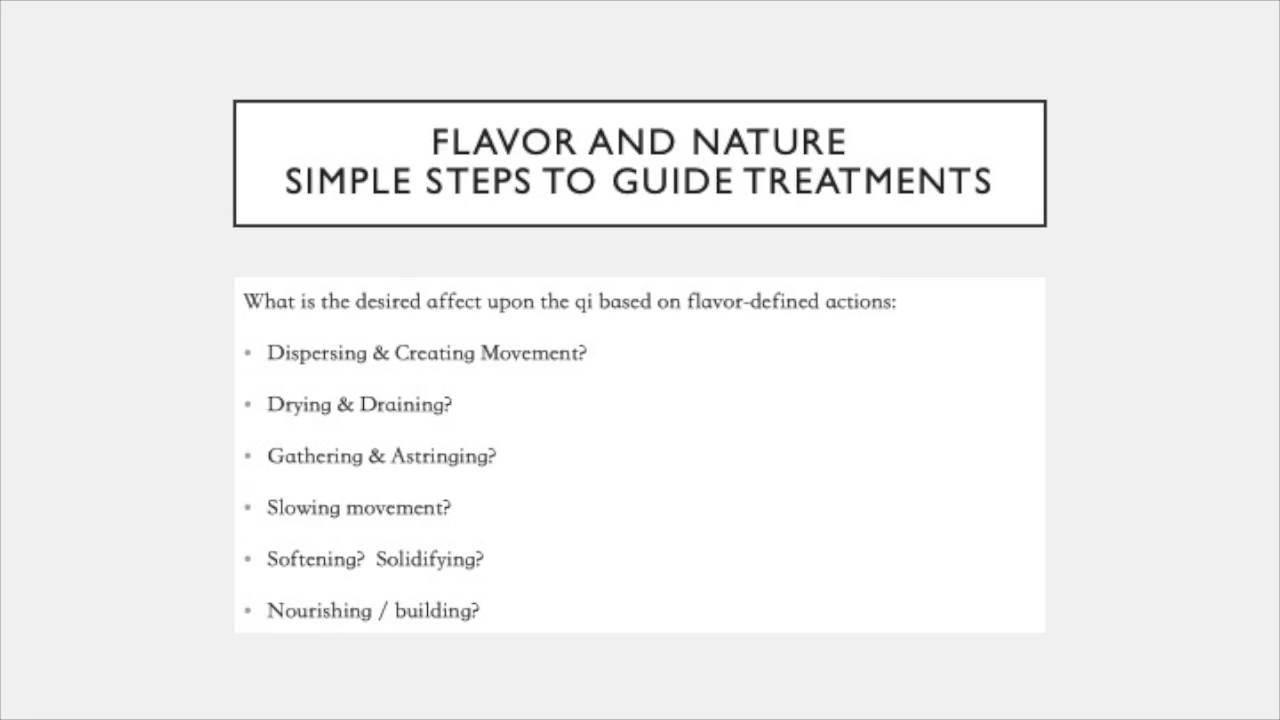 FLAVOR AND NATURE
SIMPLE STEPS TO GUIDE TREATMENTS
What is the desired affect upon the qi based on flavor-defined actions:
• Dispersing & Creating Movement?
• Drying & Draining?
• Gathering & Astringing?
• Slowing movement?
• Softening? Solidifying?
• Nourishing / building?